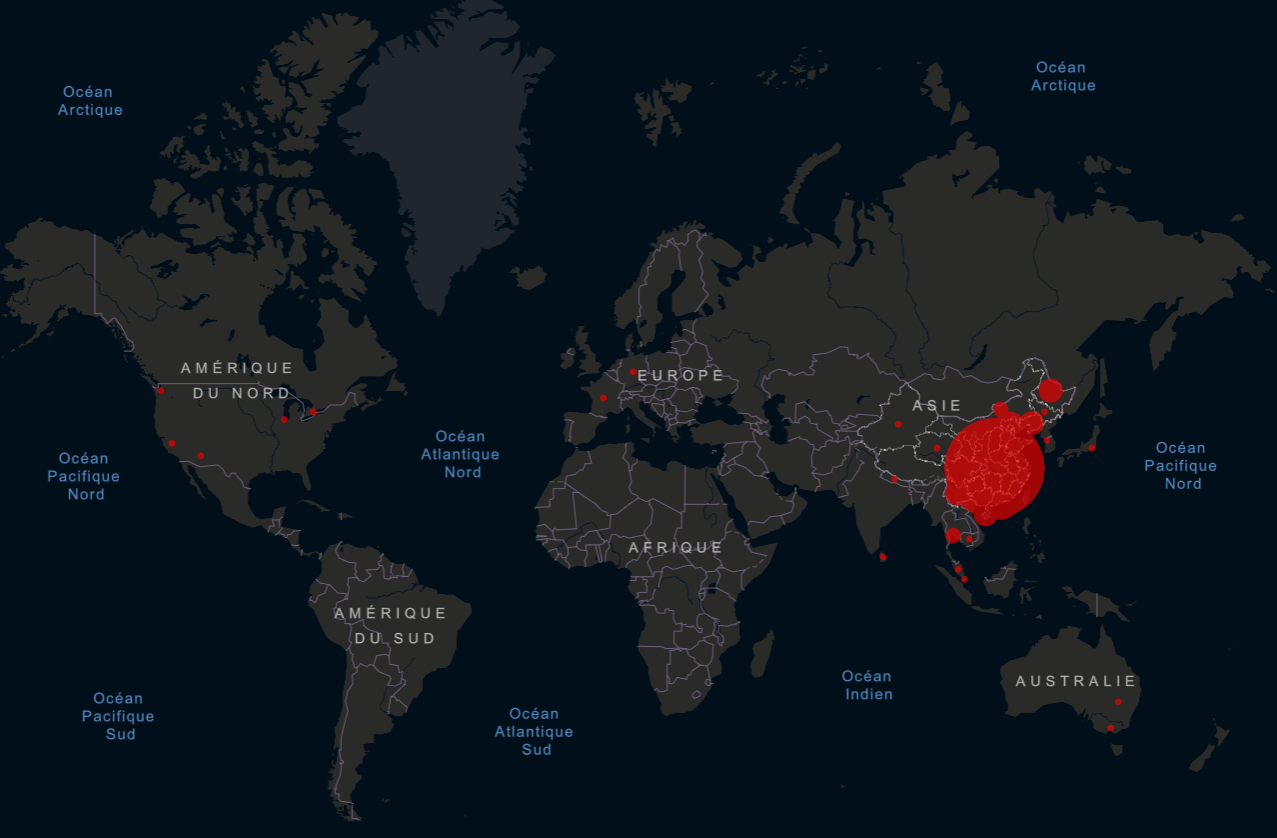 Océan
Arctique
Océan
Arctique
AMÉRIQUE
DU NORD
EUROPE
ASIE
Océan
Pacifique
Nord
Océan
Atlantique
Nord
Océan
Pacifique
Nord
AFRIQUE
AMÉRIQUE
DU SUD
Océan
Indien
AUSTRALIE
Océan
Pacifique
Sud
Océan
Atlantique
Sud